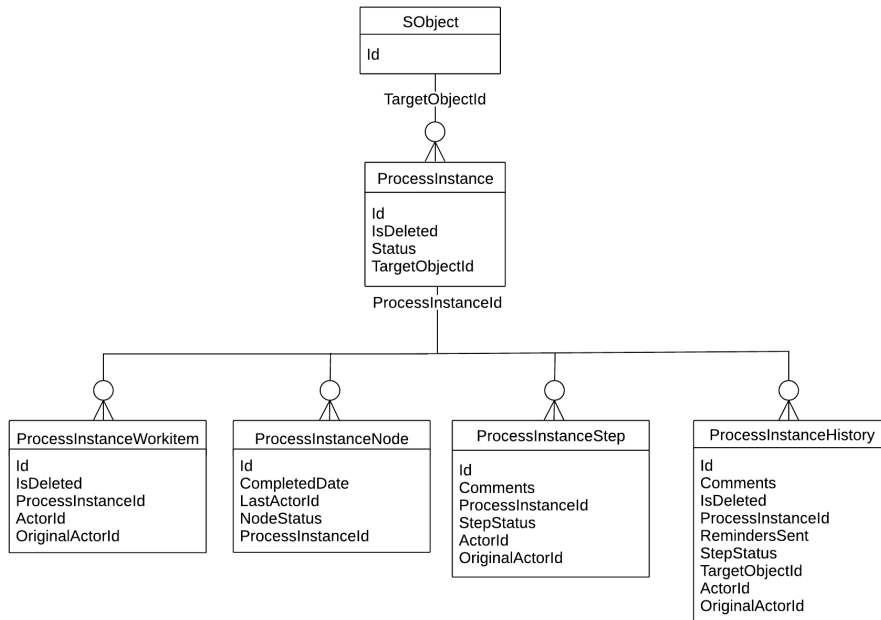 SObject
Id
TargetObjectId
ProcessInstance
Id
IsDeleted
Status
TargetObjectId
ProcessInstanceId
ProcessInstanceWorkitem
Id
IsDeleted
ProcessInstanceId
ActorId
OriginalActorId
ProcessInstanceNode
Id
CompletedDate
LastActorId
NodeStatus
ProcessInstanceId
ProcessInstanceStep
Id
Comments
ProcessInstanceId
StepStatus
ActorId
OriginalActorId
ProcessInstanceHistory
Id
Comments
IsDeleted
ProcessInstanceId
RemindersSent
StepStatus
TargetObjectId
ActorId
OriginalActorId